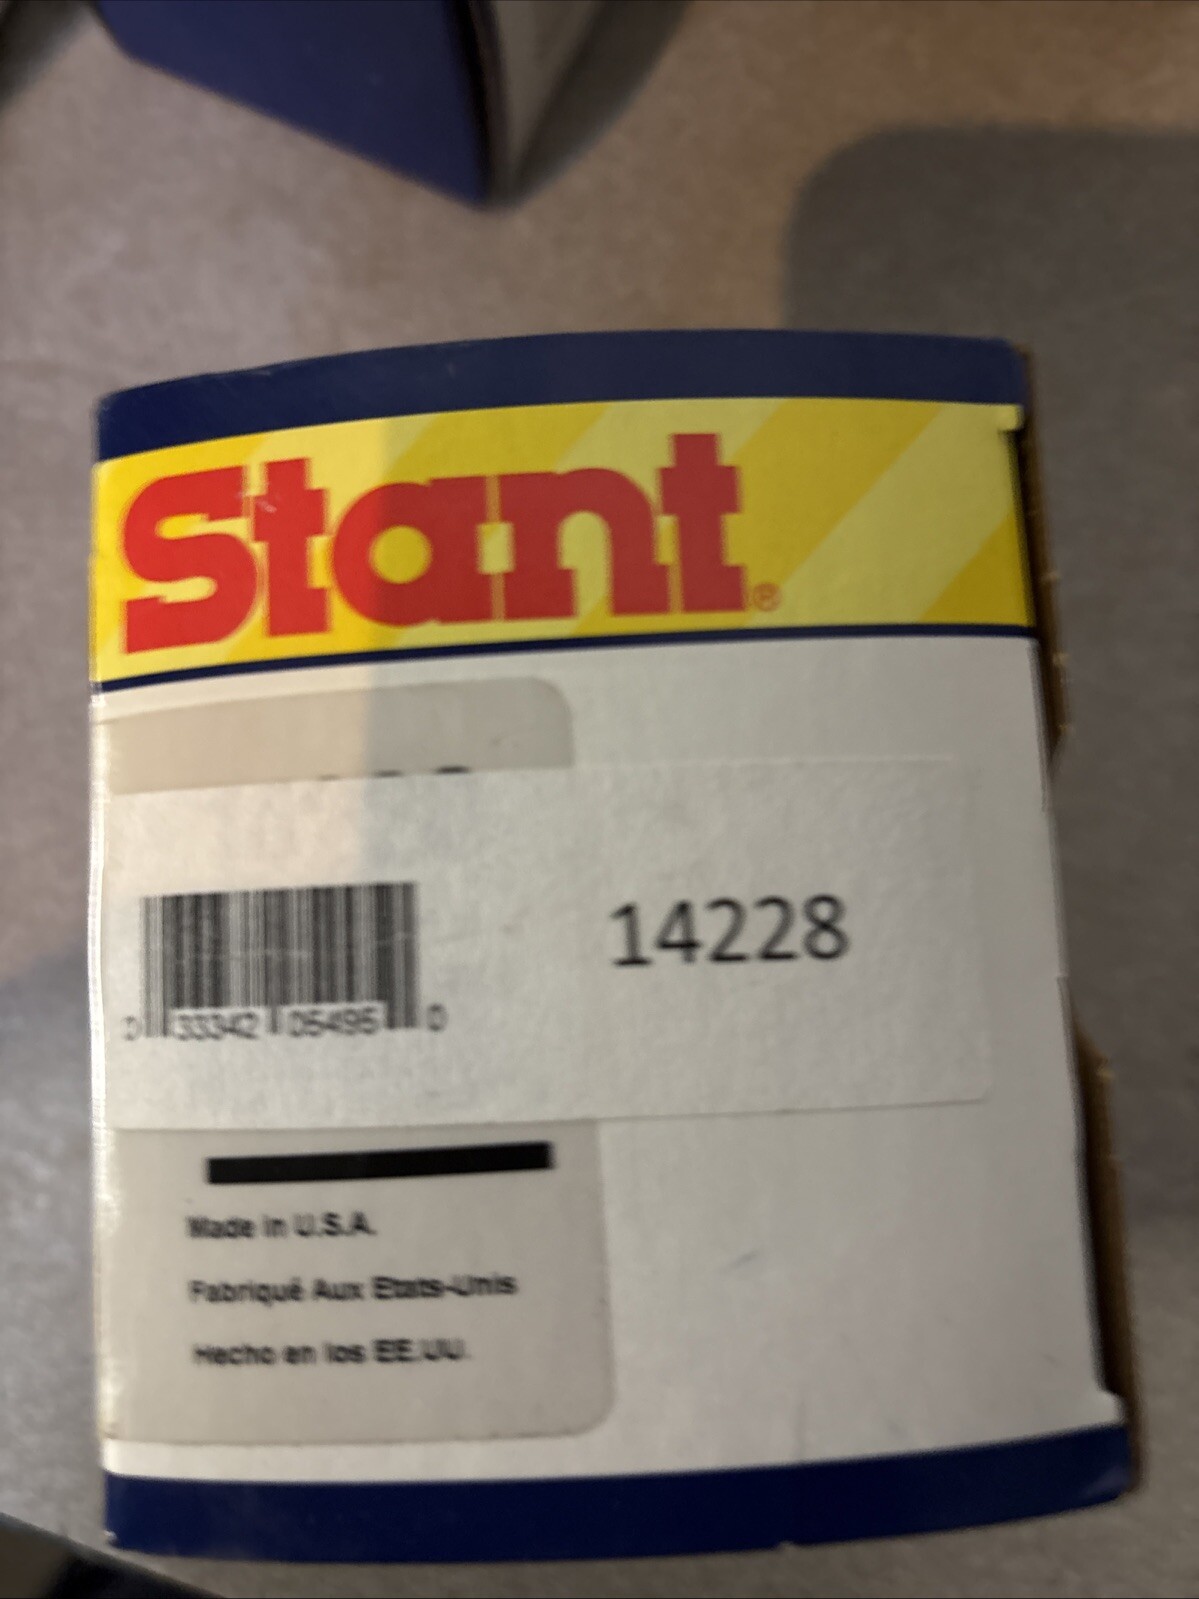 Stant®
14228
0 33342 05495 0
Made in U.S.A.
Fabriqué Aux Etats-Unis
Hecho en los EE.UU.